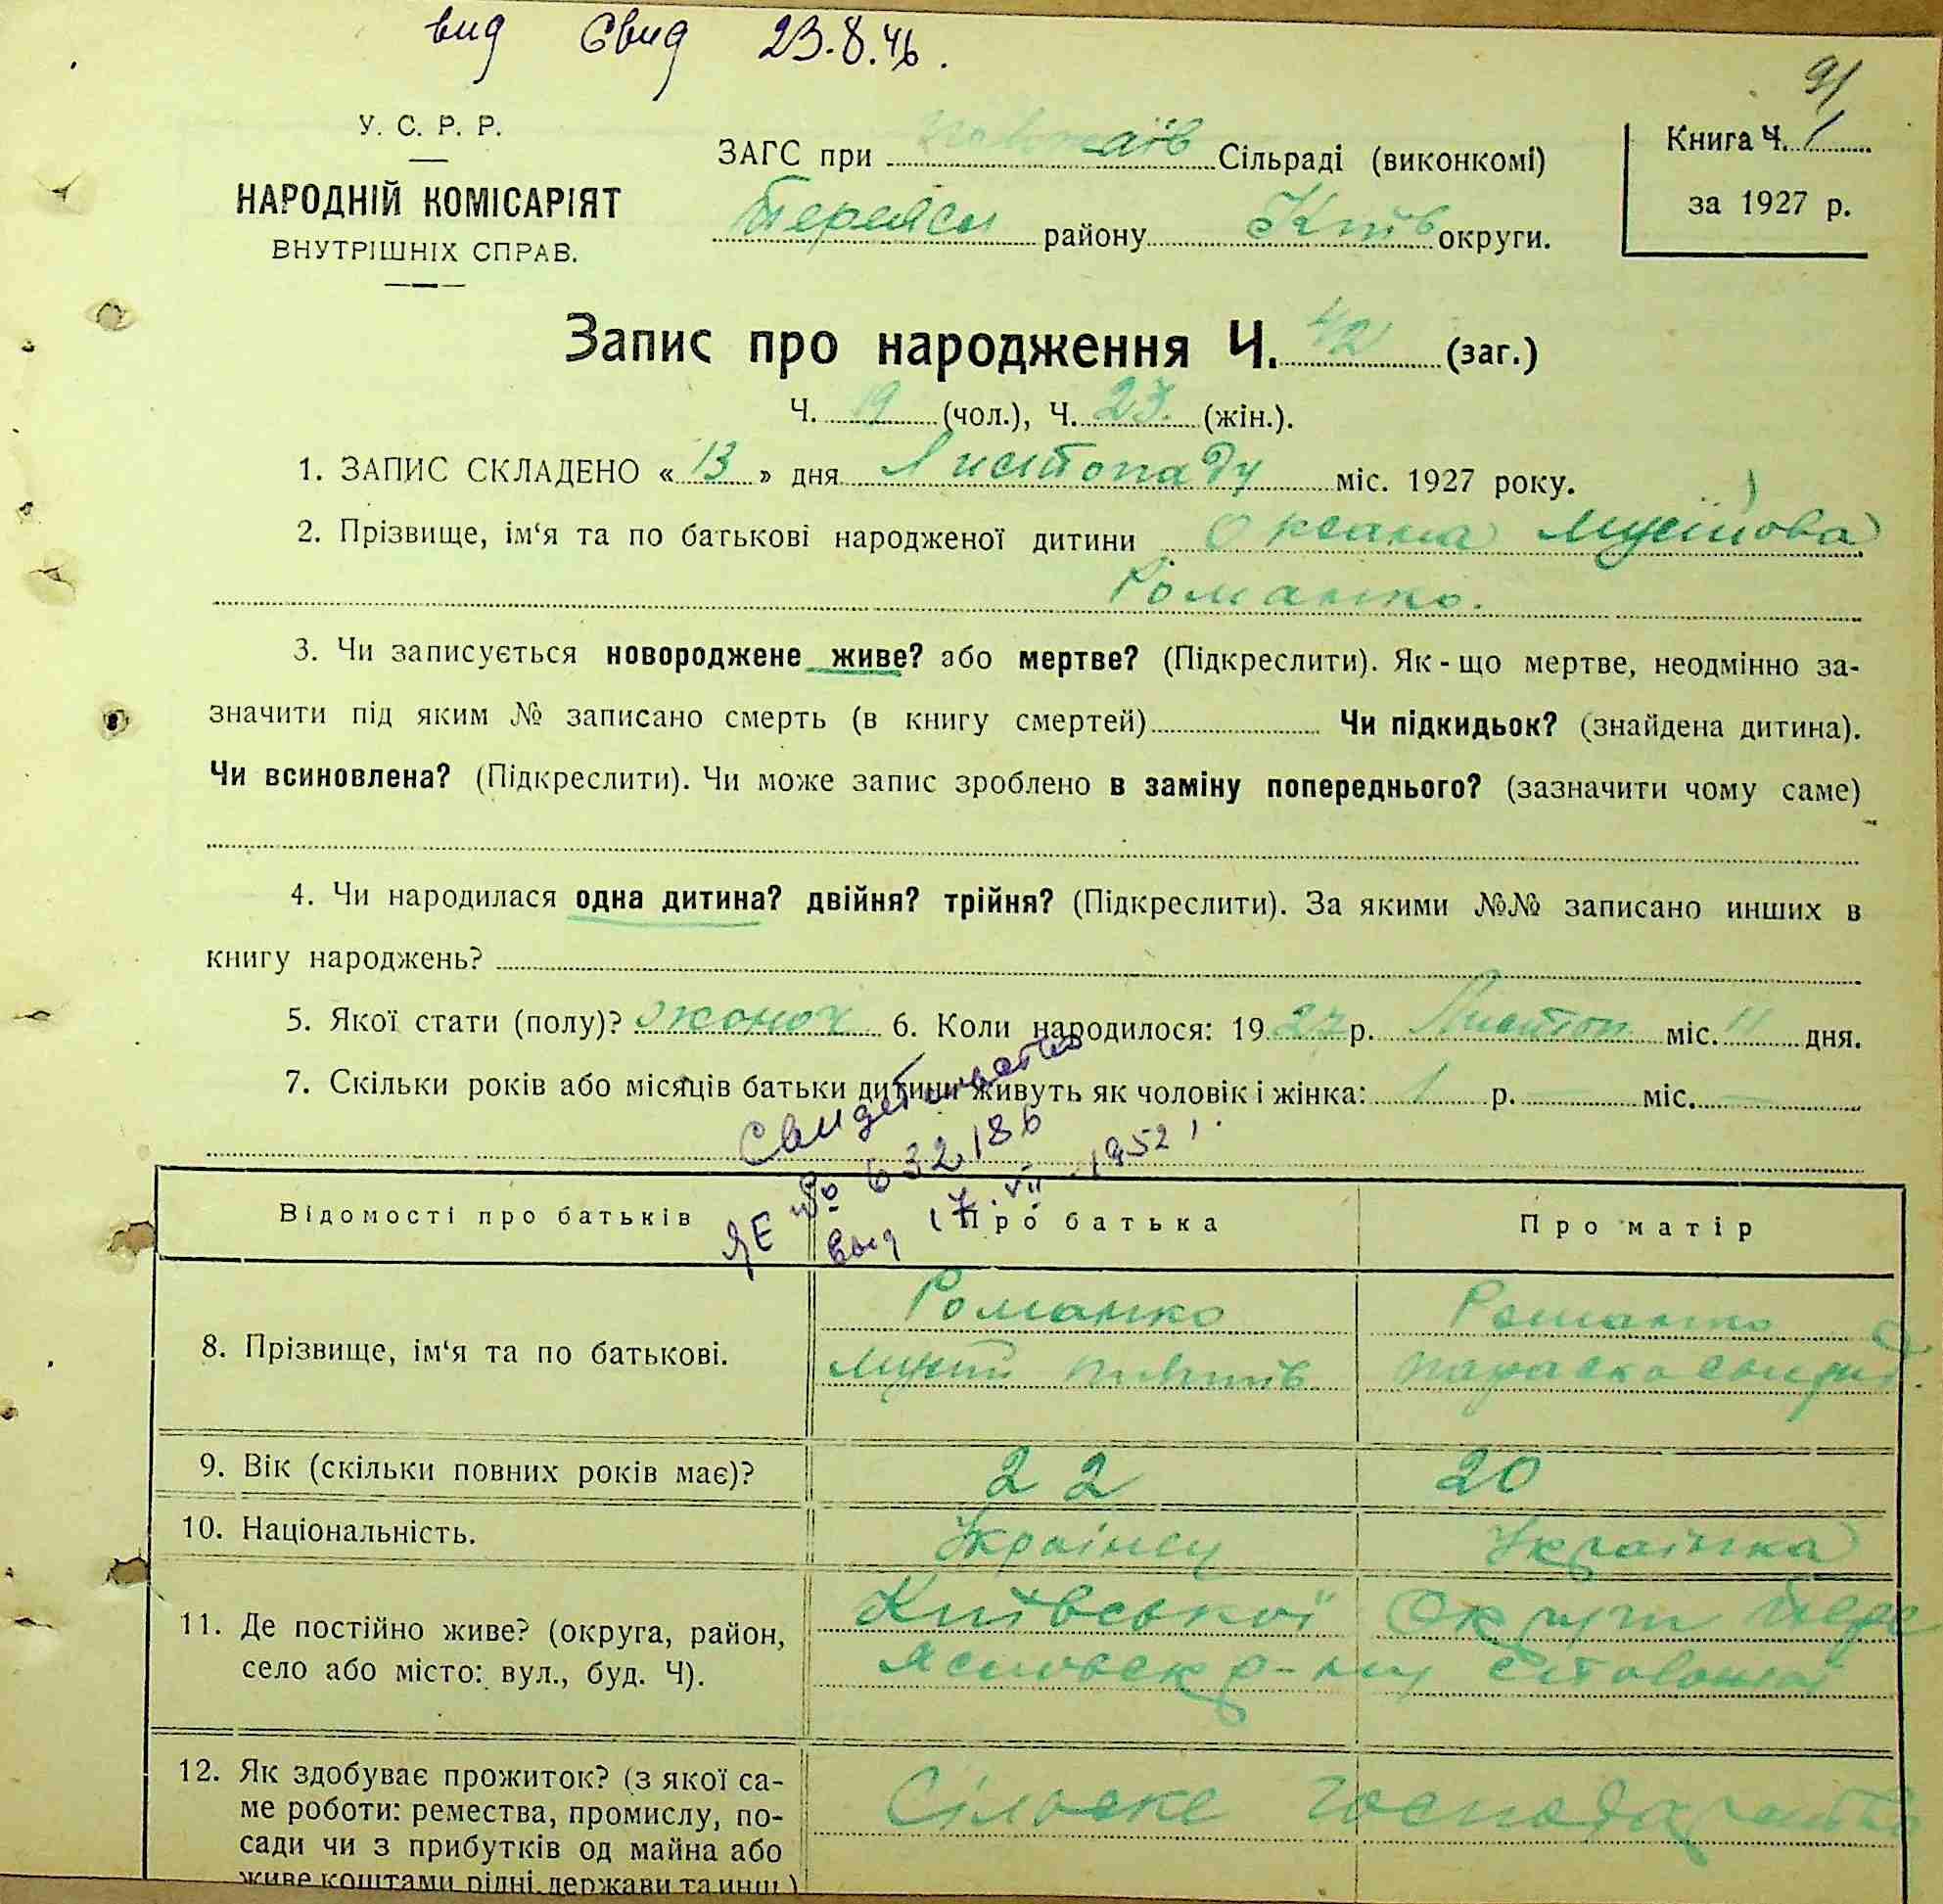 вид Свид 23.8.46.
91
У. С. Р. Р.
НАРОДНІЙ КОМІСАРІЯТ
ВНУТРІШНІХ СПРАВ.
ЗАГС при Сільраді (виконкомі)
Переясл району Київ округи.
Книга Ч. 1
за 1927 р.
Запис про народження Ч. 42 (заг.)
Ч. 19 (чол.), Ч. 23. (жін.).
1. ЗАПИС СКЛАДЕНО « 13 » дня Листопаду міс. 1927 року.
2. Прізвище, ім‘я та по батькові народженої дитини Оксана Мусіїова
Романко.
3. Чи записується новороджене живе? або мертве? (Підкреслити). Як-що мертве, неодмінно за-
значити під яким № записано смерть (в книгу смертей) Чи підкидьок? (знайдена дитина).
Чи всиновлена? (Підкреслити). Чи може запис зроблено в заміну попереднього? (зазначити чому саме)
4. Чи народилася одна дитина? двійня? трійня? (Підкреслити). За якими №№ записано инших в
книгу народжень?
5. Якої стати (полу)? жоноч 6. Коли народилося: 1927 р. Листоп міс. 11 дня.
7. Скільки років або місяців батьки дитини живуть як чоловік і жінка: 1 р. — міс. —
Свидетельство
ЯЕ № 632186
выд 17.VII.1952 г.
Відомості про батьків Про батька Про матір
8. Прізвище, ім‘я та по батькові.
Романко Романко
Мусій Параска
9. Вік (скільки повних років має)? 22 20
10. Національність. Українец Українка
11. Де постійно живе? (округа, район,
село або місто: вул., буд. Ч).
Київської Округи Пере
яславск р-ну
12. Як здобуває прожиток? (з якої са-
ме роботи: ремества, промислу, по-
сади чи з прибутків од майна або
живе коштами рідні, держави та инш.)
Сільске господарство